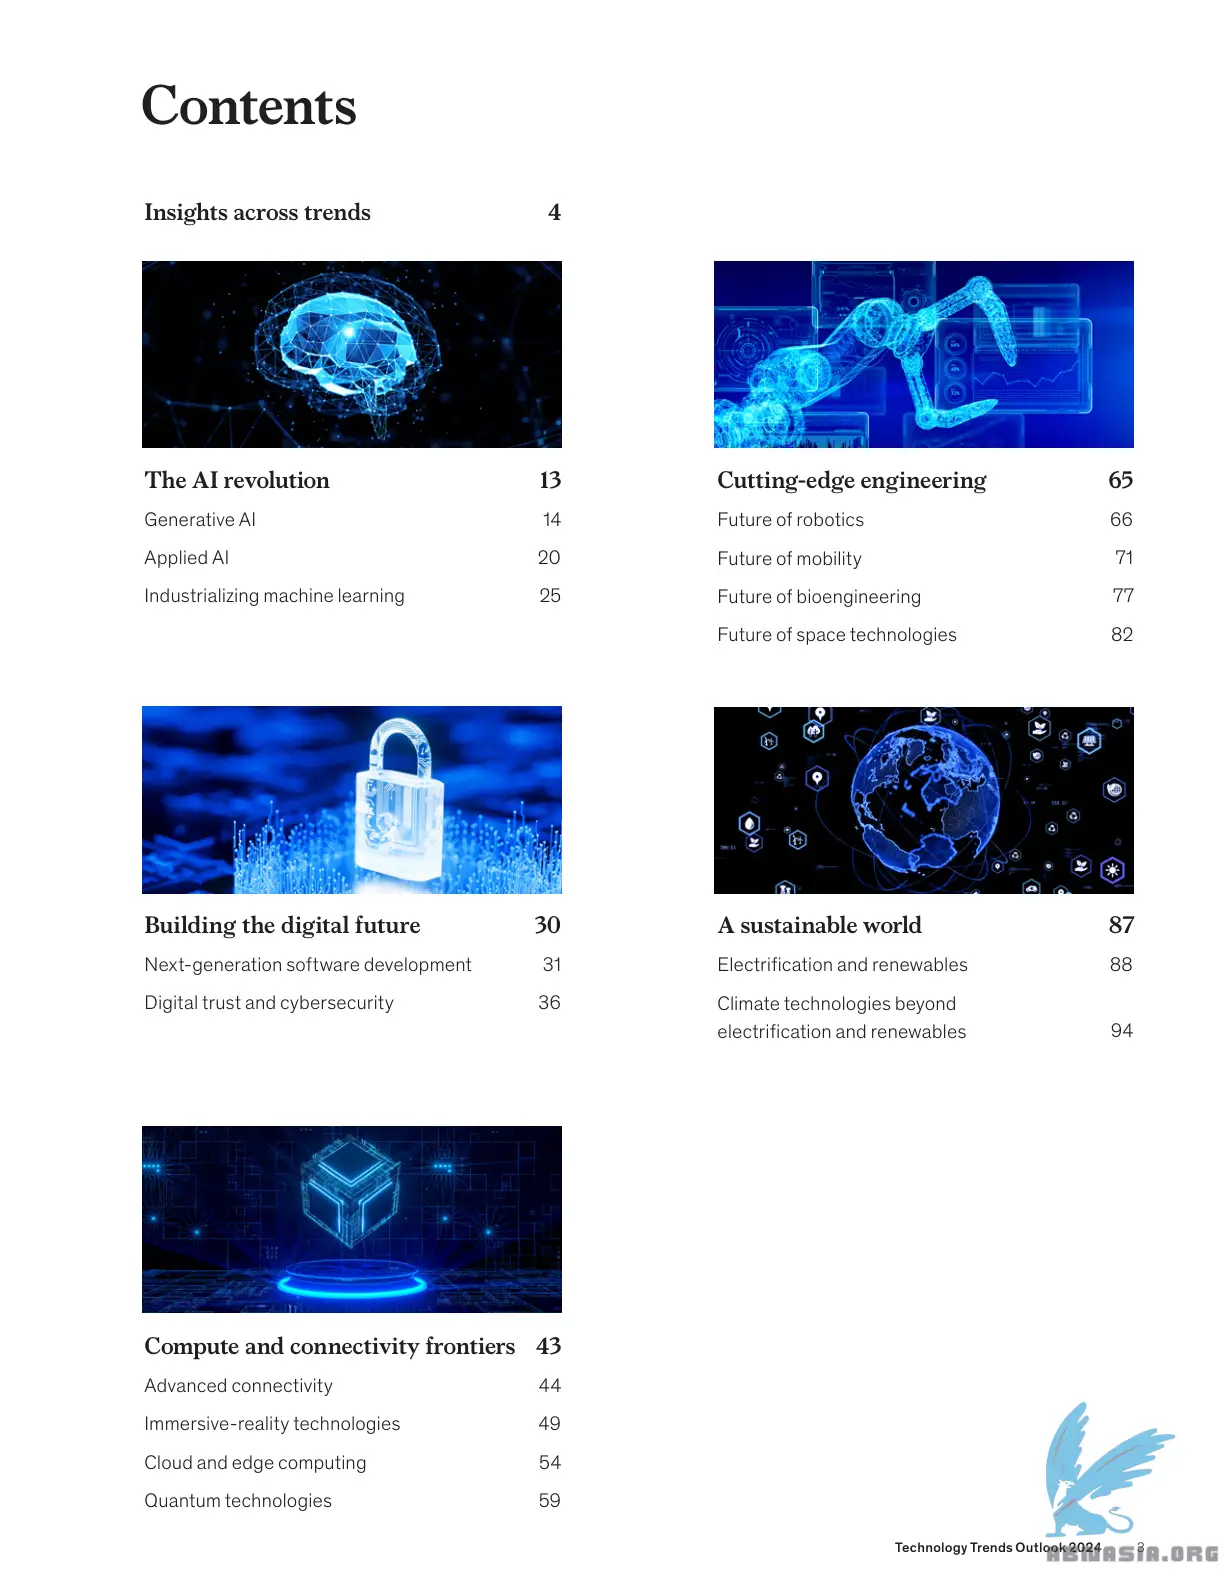 Contents
Insights across trends 4
The AI revolution 13
Generative AI 14
Applied AI 20
Industrializing machine learning 25
Building the digital future 30
Next-generation software development 31
Digital trust and cybersecurity 36
Compute and connectivity frontiers 43
Advanced connectivity 44
Immersive-reality technologies 49
Cloud and edge computing 54
Quantum technologies 59
Cutting-edge engineering 65
Future of robotics 66
Future of mobility 71
Future of bioengineering 77
Future of space technologies 82
A sustainable world 87
Electrification and renewables 88
Climate technologies beyond
electrification and renewables 94
Technology Trends Outlook 2024 3
ABNASIA.ORG